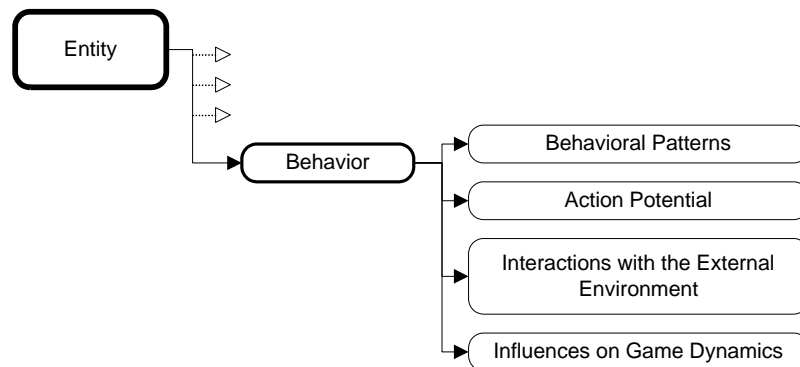 Entity
Behavior
Behavioral Patterns
Action Potential
Interactions with the External
Environment
Influences on Game Dynamics